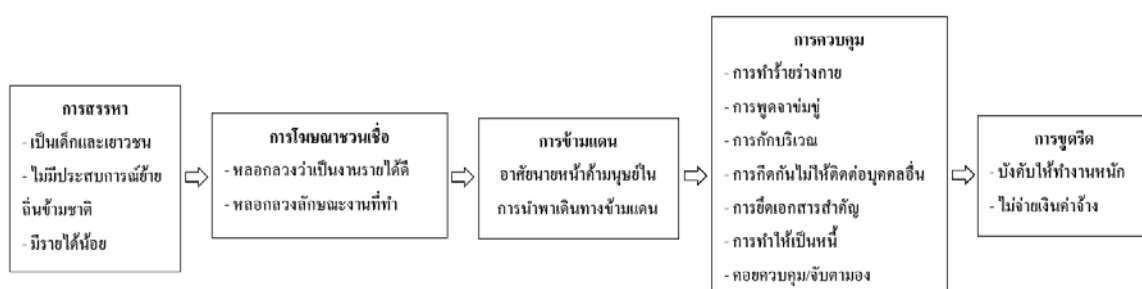 การสรรหา
- เป็นเด็กและเยาวชน
- ไม่มีประสบการณ์ย้าย
ถิ่นข้ามชาติ
- มีรายได้น้อย
การโฆษณาชวนเชื่อ
- หลอกลวงว่าเป็นงานรายได้ดี
- หลอกลวงลักษณะงานที่ทำ
การข้ามแดน
อาศัยนายหน้าค้ามนุษย์ใน
การนำพาเดินทางข้ามแดน
การควบคุม
- การทำร้ายร่างกาย
- การพูดจาข่มขู่
- การกักบริเวณ
- การกีดกันไม่ให้ติดต่อบุคคลอื่น
- การยึดเอกสารสำคัญ
- การทำให้เป็นหนี้
- คอยควบคุม/จับตามอง
การขูดรีด
- บังคับให้ทำงานหนัก
- ไม่จ่ายเงินค่าจ้าง